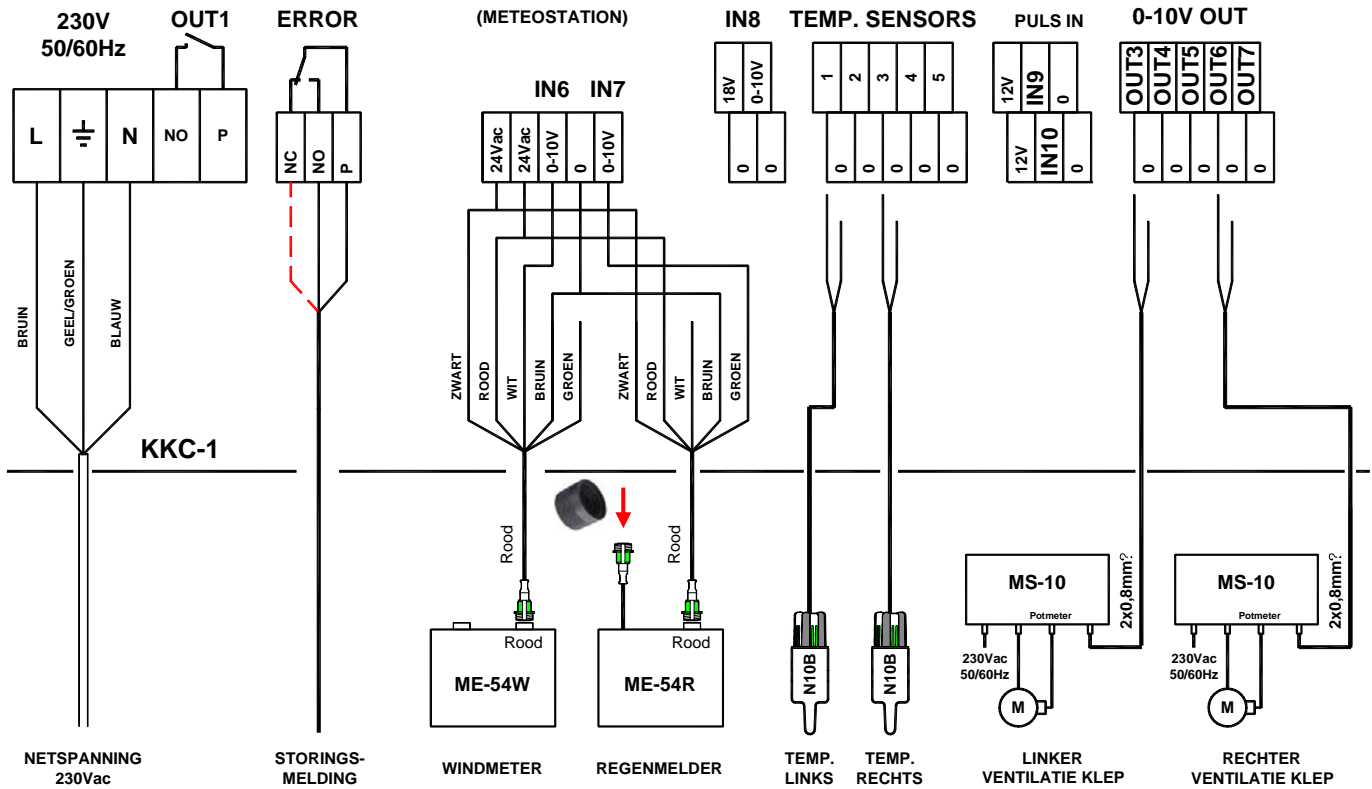 230V
50/60Hz
OUT1
ERROR
(METEOSTATION)
IN6
IN7
IN8
TEMP. SENSORS
PULS IN
0-10V OUT
L
N
NO
P
NC
NO
P
24Vac
24Vac
0-10V
0
0-10V
18V
0-10V
0
0
1
2
3
4
5
0
0
0
0
0
12V
IN9
0
12V
IN10
0
OUT3
OUT4
OUT5
OUT6
OUT7
0
0
0
0
0
BRUIN
GEEL/GROEN
BLAUW
ZWART
ROOD
WIT
BRUIN
GROEN
ZWART
ROOD
WIT
BRUIN
GROEN
KKC-1
Rood
Rood
Rood
ME-54W
Rood
ME-54R
N10B
N10B
MS-10
Potmeter
230Vac
50/60Hz
M
2x0,8mm?
MS-10
Potmeter
230Vac
50/60Hz
M
2x0,8mm?
NETSPANNING
230Vac
STORINGS-
MELDING
WINDMETER
REGENMELDER
TEMP.
LINKS
TEMP.
RECHTS
LINKER
VENTILATIE KLEP
RECHTER
VENTILATIE KLEP